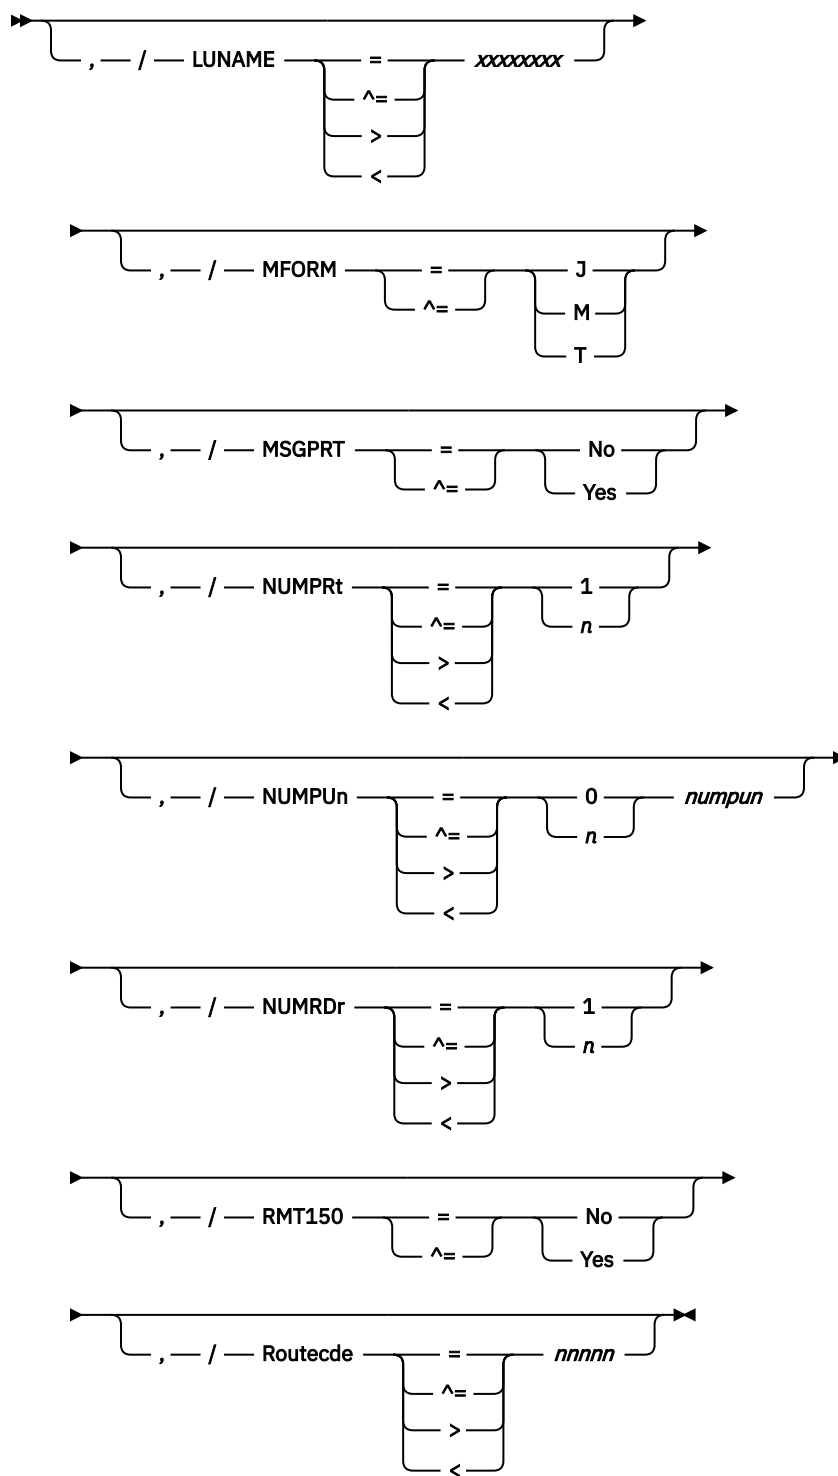 , / LUNAME = xxxxxxxx
^=
>
<
, / MFORM = J
^= M
T
, / MSGPRT = No
^= Yes
, / NUMPRt = 1
^= n
>
<
, / NUMPUn = 0 numpun
^= n
>
<
, / NUMRDr = 1
^= n
>
<
, / RMT150 = No
^= Yes
, / Routecde = nnnnn
^=
>
<